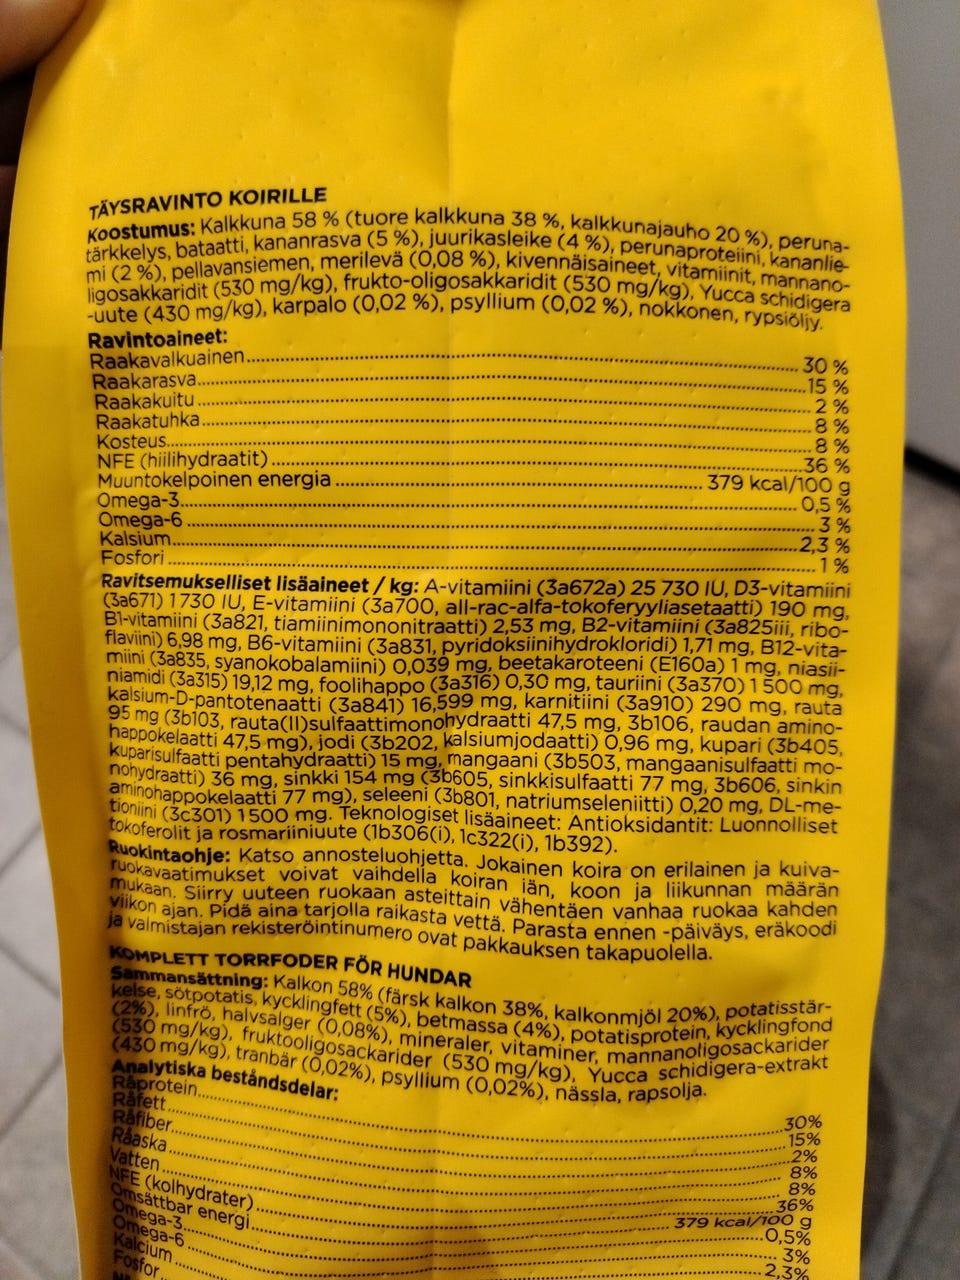 TÄYSRAVINTO KOIRILLE
Koostumus: Kalkkuna 58 % (tuore kalkkuna 38 %, kalkkunajauho 20 %), peruna-
tärkkelys, bataatti, kananrasva (5 %), juurikasleike (4 %), perunaproteiini, kananlie-
mi (2 %), pellavansiemen, merilevä (0,08 %), kivennäisaineet, vitamiinit, mannano-
ligosakkaridit (530 mg/kg), frukto-oligosakkaridit (530 mg/kg), Yucca schidigera
-uute (430 mg/kg), karpalo (0,02 %), psyllium (0,02 %), nokkonen, rypsiöljy.
Ravintoaineet:
Raakavalkuainen 30 %
Raakarasva 15 %
Raakakuitu 2 %
Raakatuhka 8 %
Kosteus 8 %
NFE (hiilihydraatit) 36 %
Muuntokelpoinen energia 379 kcal/100 g
Omega-3 0,5 %
Omega-6 3 %
Kalsium 2,3 %
Fosfori 1 %
Ravitsemukselliset lisäaineet / kg: A-vitamiini (3a672a) 25 730 IU, D3-vitamiini
(3a671) 1 730 IU, E-vitamiini (3a700, all-rac-alfa-tokoferyyliasetaatti) 190 mg,
B1-vitamiini (3a821, tiamiinimononitraatti) 2,53 mg, B2-vitamiini (3a825iii, ribo-
flaviini) 6,98 mg, B6-vitamiini (3a831, pyridoksiinihydrokloridi) 1,71 mg, B12-vita-
miini (3a835, syanokobalamiini) 0,039 mg, beetakaroteeni (E160a) 1 mg, niasii-
niamidi (3a315) 19,12 mg, foolihappo (3a316) 0,30 mg, tauriini (3a370) 1 500 mg,
kalsium-D-pantotenaatti (3a841) 16,599 mg, karnitiini (3a910) 290 mg, rauta
95 mg (3b103, rauta(II)sulfaattimonohydraatti 47,5 mg, 3b106, raudan amino-
happokelaatti 47,5 mg), jodi (3b202, kalsiumjodaatti) 0,96 mg, kupari (3b405,
kuparisulfaatti pentahydraatti) 15 mg, mangaani (3b503, mangaanisulfaatti mo-
nohydraatti) 36 mg, sinkki 154 mg (3b605, sinkkisulfaatti 77 mg, 3b606, sinkin
aminohappokelaatti 77 mg), seleeni (3b801, natriumseleniitti) 0,20 mg, DL-me-
tioniini (3c301) 1 500 mg. Teknologiset lisäaineet: Antioksidantit: Luonnolliset
tokoferolit ja rosmariiniuute (1b306(i), 1c322(i), 1b392).
Ruokintaohje: Katso annosteluohjetta. Jokainen koira on erilainen ja kuiva-
ruokavaatimukset voivat vaihdella koiran iän, koon ja liikunnan määrän
mukaan. Siirry uuteen ruokaan asteittain vähentäen vanhaa ruokaa kahden
viikon ajan. Pidä aina tarjolla raikasta vettä. Parasta ennen -päiväys, eräkoodi
ja valmistajan rekisteröintinumero ovat pakkauksen takapuolella.
KOMPLETT TORRFODER FÖR HUNDAR
Sammansättning: Kalkon 58% (färsk kalkon 38%, kalkonmjöl 20%), potatisstär-
kelse, sötpotatis, kycklingfett (5%), betmassa (4%), potatisprotein, kycklingfond
(2%), linfrö, halvsalger (0,08%), mineraler, vitaminer, mannanoligosackarider
(530 mg/kg), fruktooligosackarider (530 mg/kg), Yucca schidigera-extrakt
(430 mg/kg), tranbär (0,02%), psyllium (0,02%), nässla, rapsolja.
Analytiska beståndsdelar:
Råprotein 30%
Råfett 15%
Råfiber 2%
Råaska 8%
Vatten 8%
NFE (kolhydrater) 36%
Omsättbar energi 379 kcal/100 g
Omega-3 0,5%
Omega-6 3%
Kalcium 2,3%
Fosfor